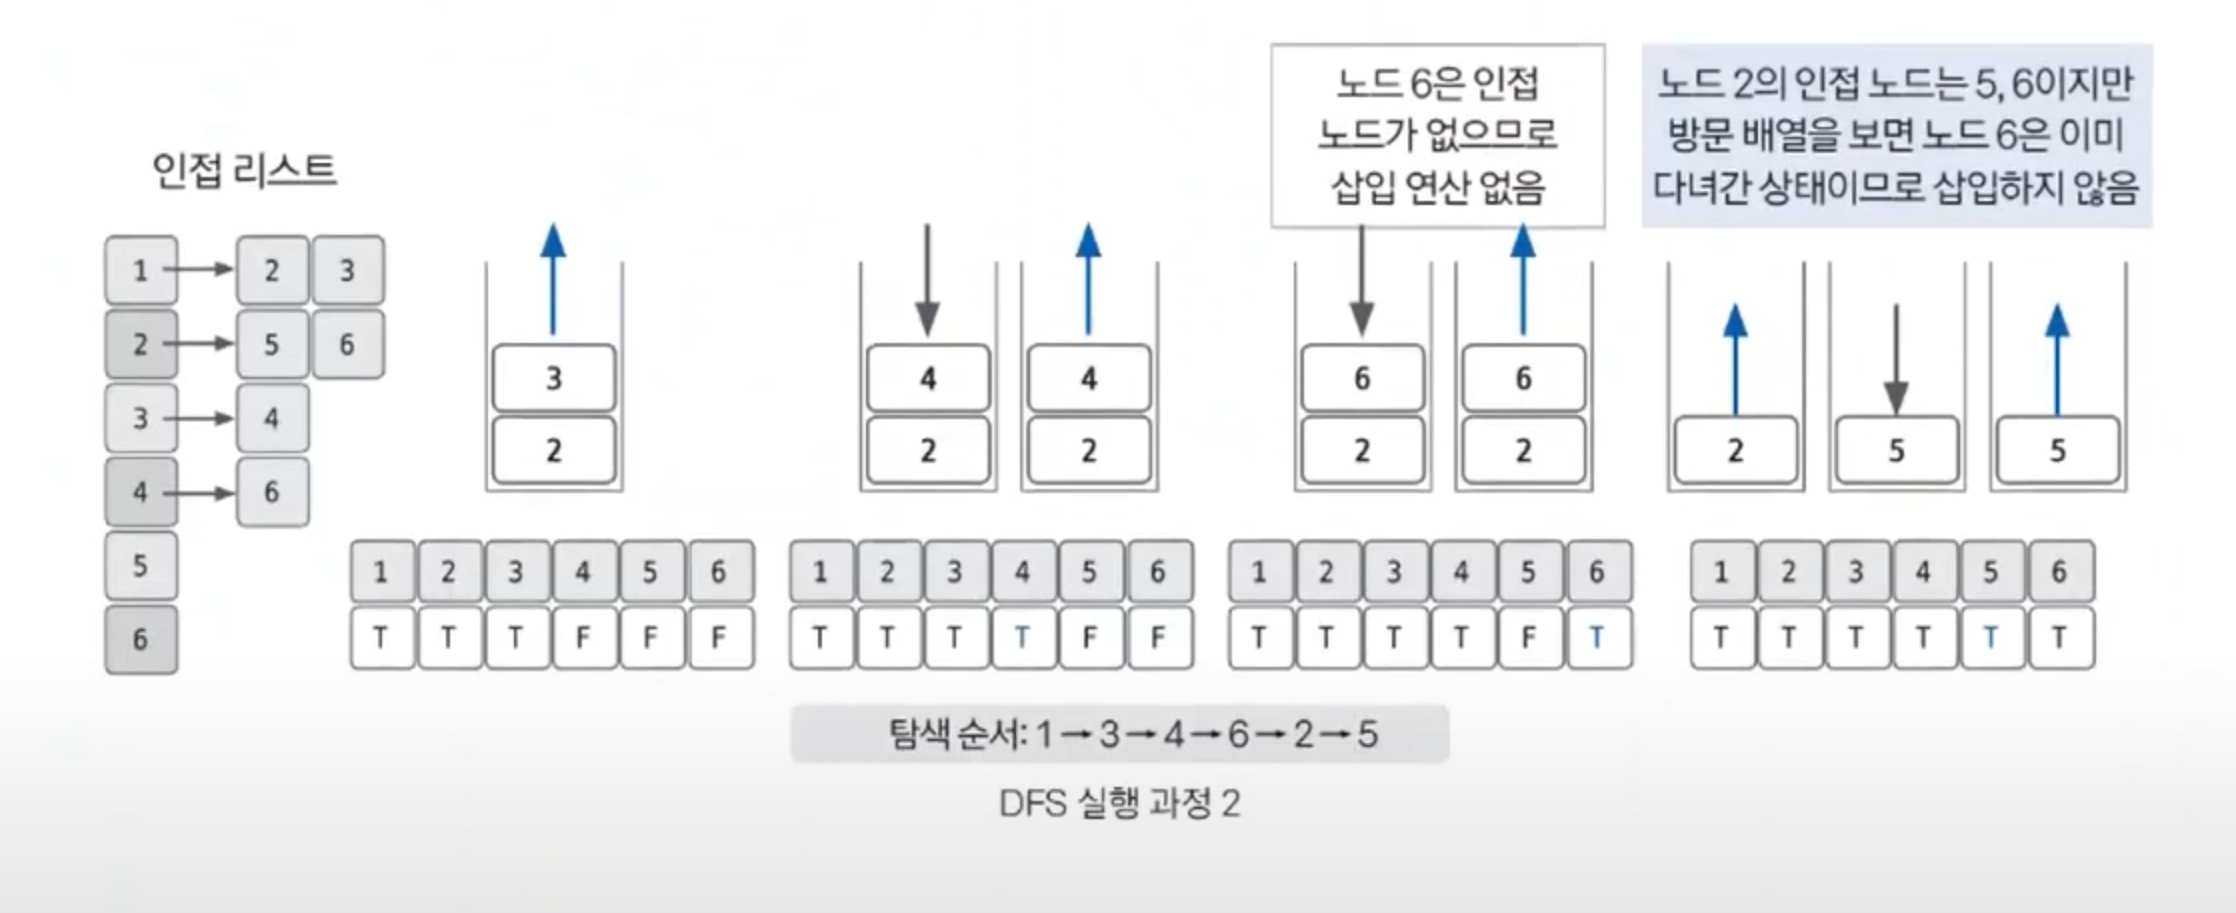 노드 6은 인접
노드가 없으므로
삽입 연산 없음
노드 2의 인접 노드는 5, 6이지만
방문 배열을 보면 노드 6은 이미
다녀간 상태이므로 삽입하지 않음
인접 리스트
1 2 3
2 5 6
3 4
4 6
5
6
3
2
4
2
4
2
6
2
6
2
2
5
5
1 2 3 4 5 6
T T T F F F
1 2 3 4 5 6
T T T T F F
1 2 3 4 5 6
T T T T F T
1 2 3 4 5 6
T T T T T T
탐색 순서: 1→3→4→6→2→5
DFS 실행 과정 2